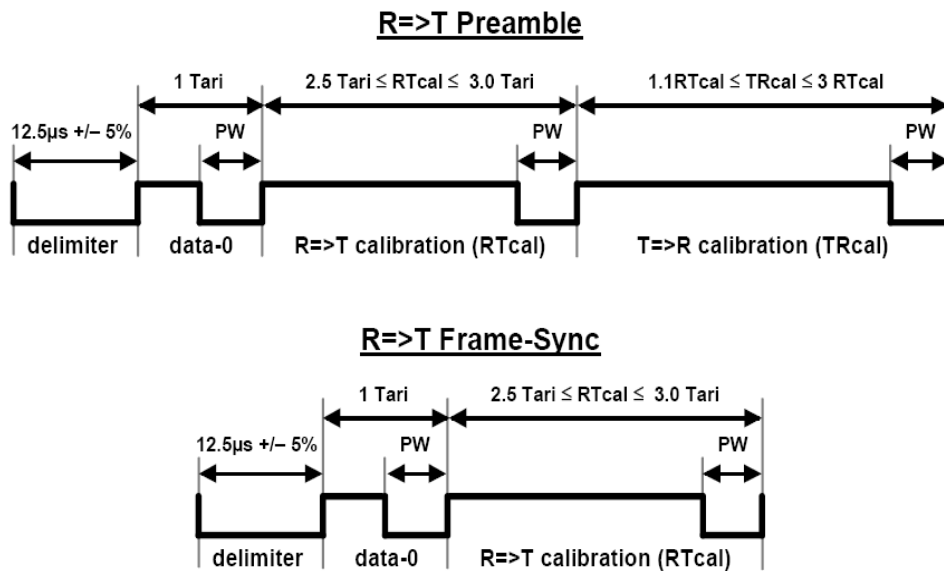 R=>T Preamble
1 Tari
2.5 Tari ≤ RTcal ≤ 3.0 Tari
1.1RTcal ≤ TRcal ≤ 3 RTcal
12.5µs +/– 5%
PW
PW
PW
delimiter
data-0
R=>T calibration (RTcal)
T=>R calibration (TRcal)
R=>T Frame-Sync
1 Tari
2.5 Tari ≤ RTcal ≤ 3.0 Tari
12.5µs +/– 5%
PW
PW
delimiter
data-0
R=>T calibration (RTcal)